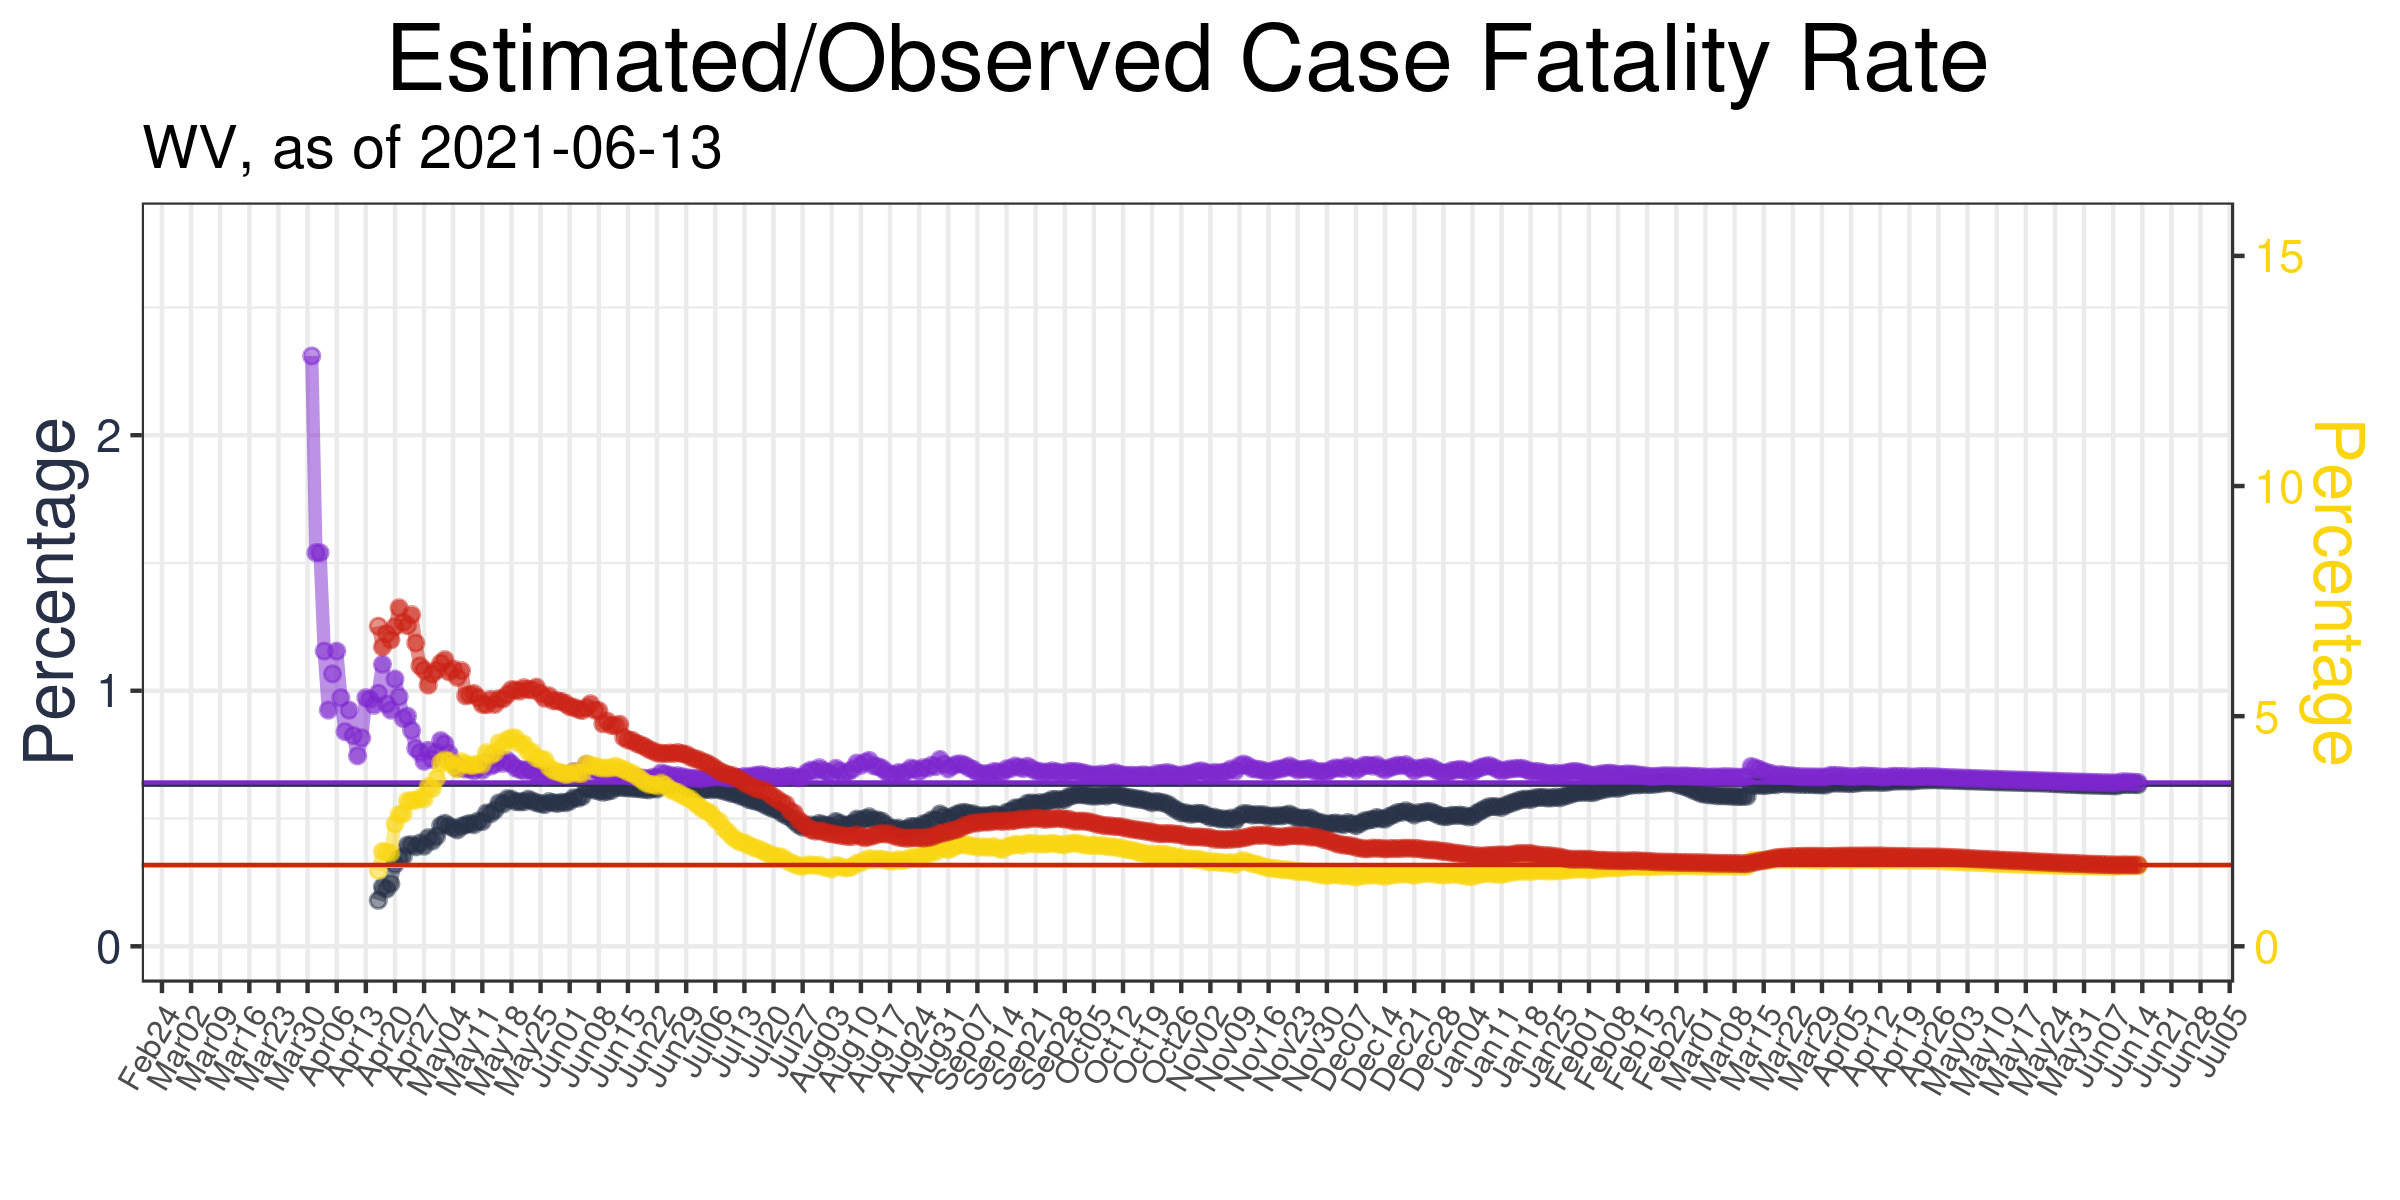 Estimated/Observed Case Fatality Rate
WV, as of 2021-06-13
Percentage
2
1
0
15
10
5
0
Percentage
Feb24
Mar02
Mar09
Mar16
Mar23
Mar30
Apr06
Apr13
Apr20
Apr27
May04
May11
May18
May25
Jun01
Jun08
Jun15
Jun22
Jun29
Jul06
Jul13
Jul20
Jul27
Aug03
Aug10
Aug17
Aug24
Aug31
Sep07
Sep14
Sep21
Sep28
Oct05
Oct12
Oct19
Oct26
Nov02
Nov09
Nov16
Nov23
Nov30
Dec07
Dec14
Dec21
Dec28
Jan04
Jan11
Jan18
Jan25
Feb01
Feb08
Feb15
Feb22
Mar01
Mar08
Mar15
Mar22
Mar29
Apr05
Apr12
Apr19
Apr26
May03
May10
May17
May24
May31
Jun07
Jun14
Jun21
Jun28
Jul05